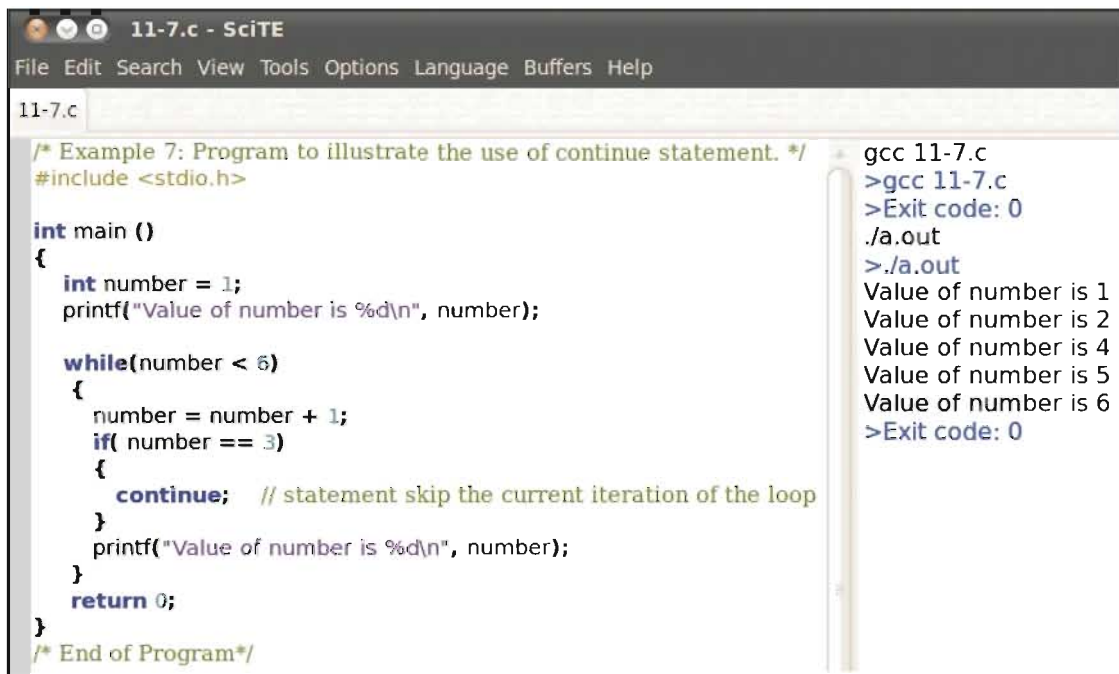 11-7.c - SciTE
File Edit Search View Tools Options Language Buffers Help
11-7.c
/* Example 7: Program to illustrate the use of continue statement. */
#include <stdio.h>
int main ()
{
int number = 1;
printf("Value of number is %d\n", number);
while(number < 6)
{
number = number + 1;
if( number == 3)
{
continue; // statement skip the current iteration of the loop
}
printf("Value of number is %d\n", number);
}
return 0;
}
/* End of Program*/
gcc 11-7.c
>gcc 11-7.c
>Exit code: 0
./a.out
>./a.out
Value of number is 1
Value of number is 2
Value of number is 4
Value of number is 5
Value of number is 6
>Exit code: 0